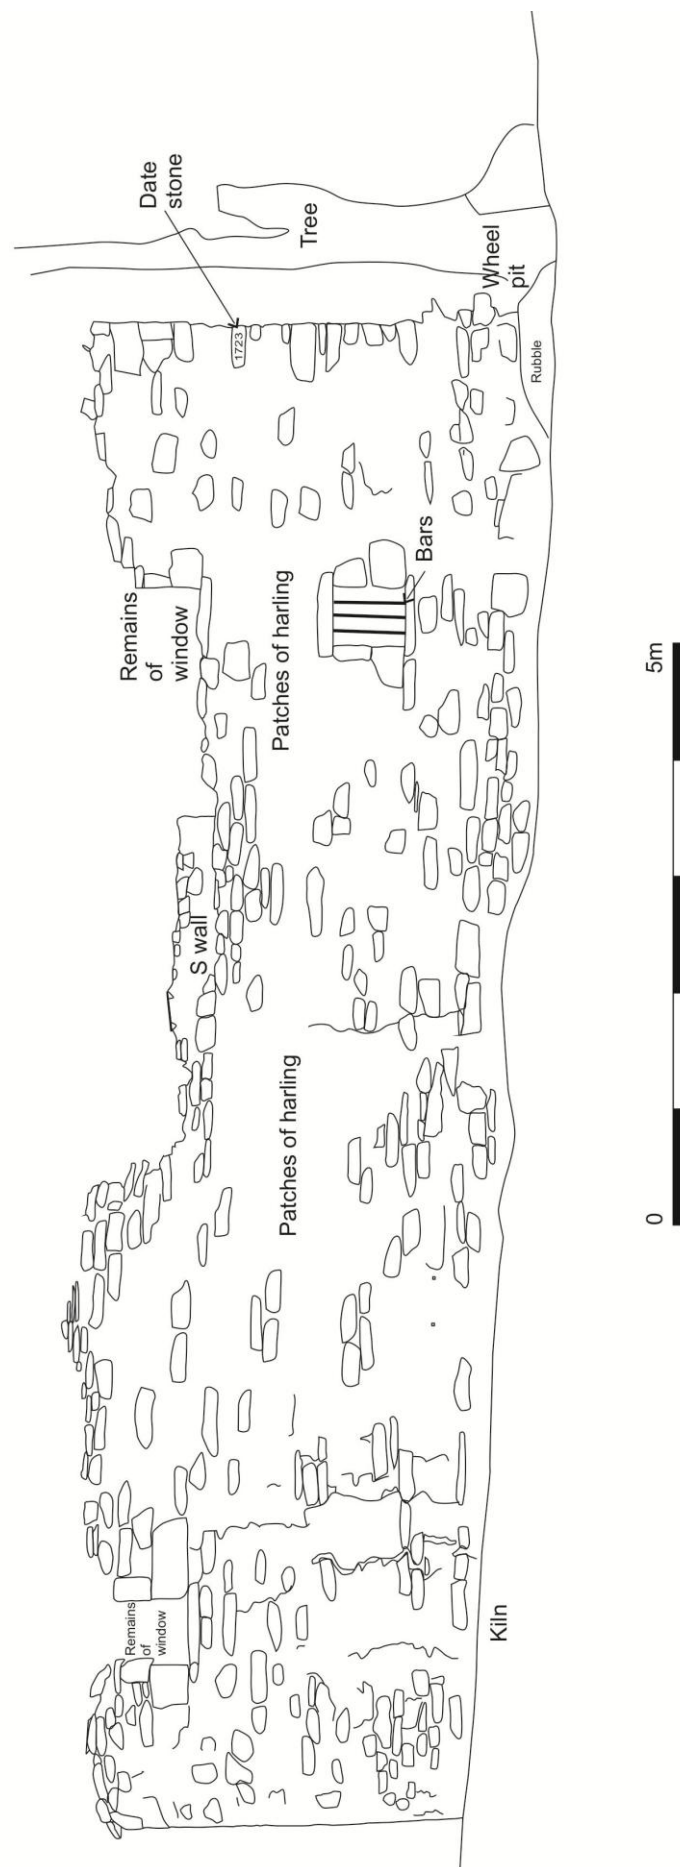 Remains
of
window
Remains
of
window
Date
stone
S wall
1723
Patches of harling
Patches of harling
Tree
Bars
Wheel
pit
Kiln
Rubble
0
5m